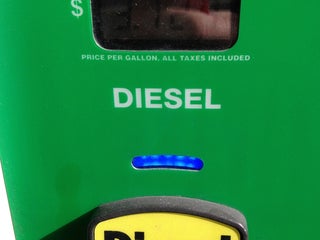 $
PRICE PER GALLON, ALL TAXES INCLUDED
DIESEL